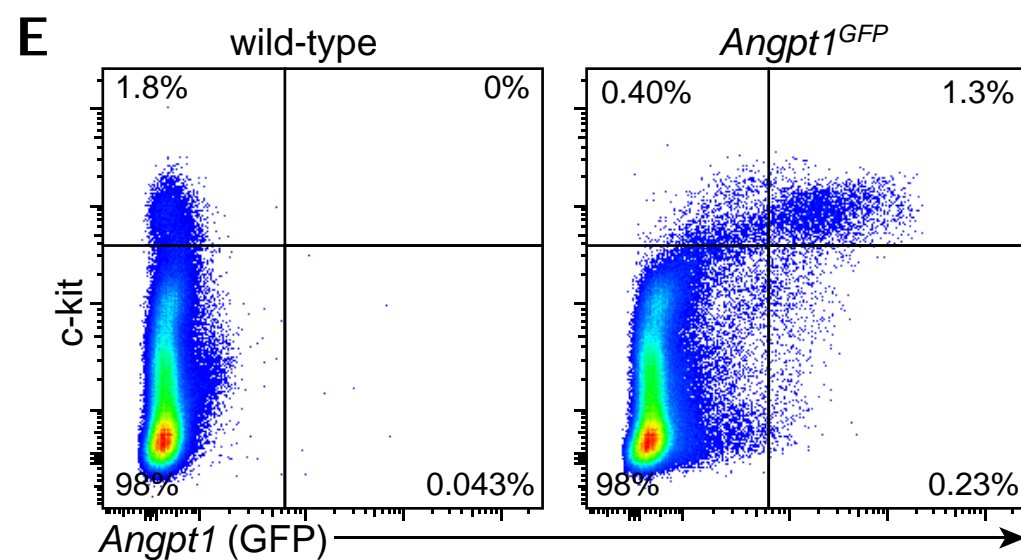 E
wild-type
Angpt1GFP
1.8%
0%
0.40%
1.3%
c-kit
98%
0.043%
98%
0.23%
Angpt1 (GFP)